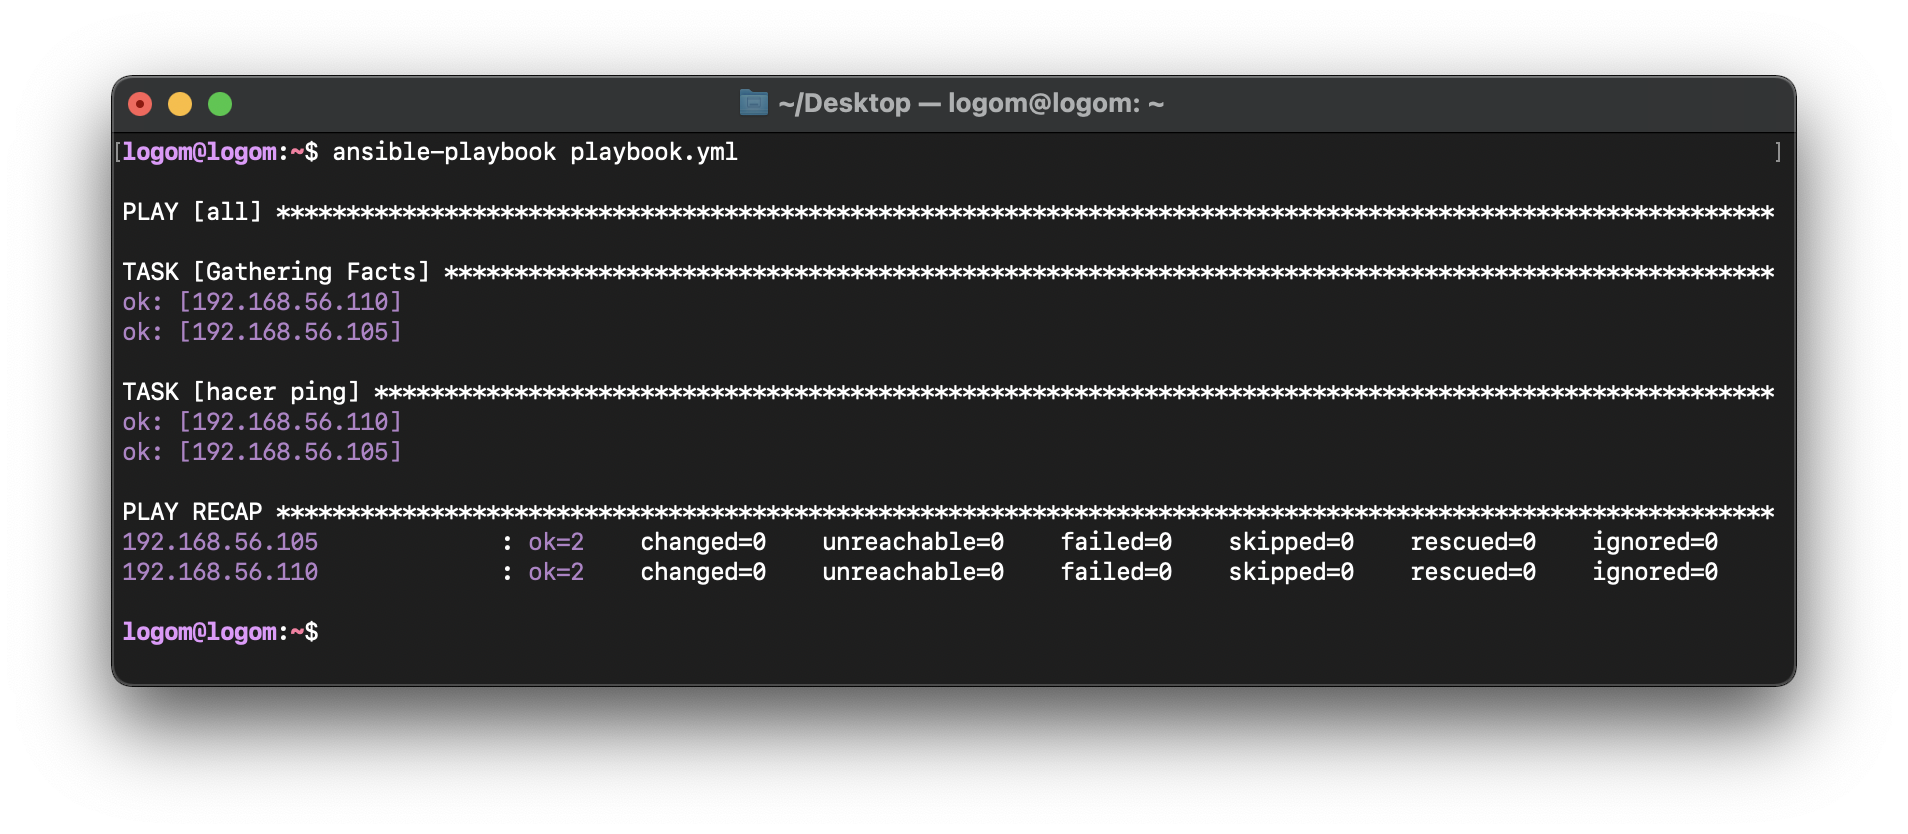 ~/Desktop — logom@logom: ~
[logom@logom:~$ ansible-playbook playbook.yml ]
PLAY [all] ***********************************************************************************************************
TASK [Gathering Facts] ***********************************************************************************************
ok: [192.168.56.110]
ok: [192.168.56.105]
TASK [hacer ping] ****************************************************************************************************
ok: [192.168.56.110]
ok: [192.168.56.105]
PLAY RECAP ***********************************************************************************************************
192.168.56.105             : ok=2    changed=0    unreachable=0    failed=0    skipped=0    rescued=0    ignored=0
192.168.56.110             : ok=2    changed=0    unreachable=0    failed=0    skipped=0    rescued=0    ignored=0
logom@logom:~$